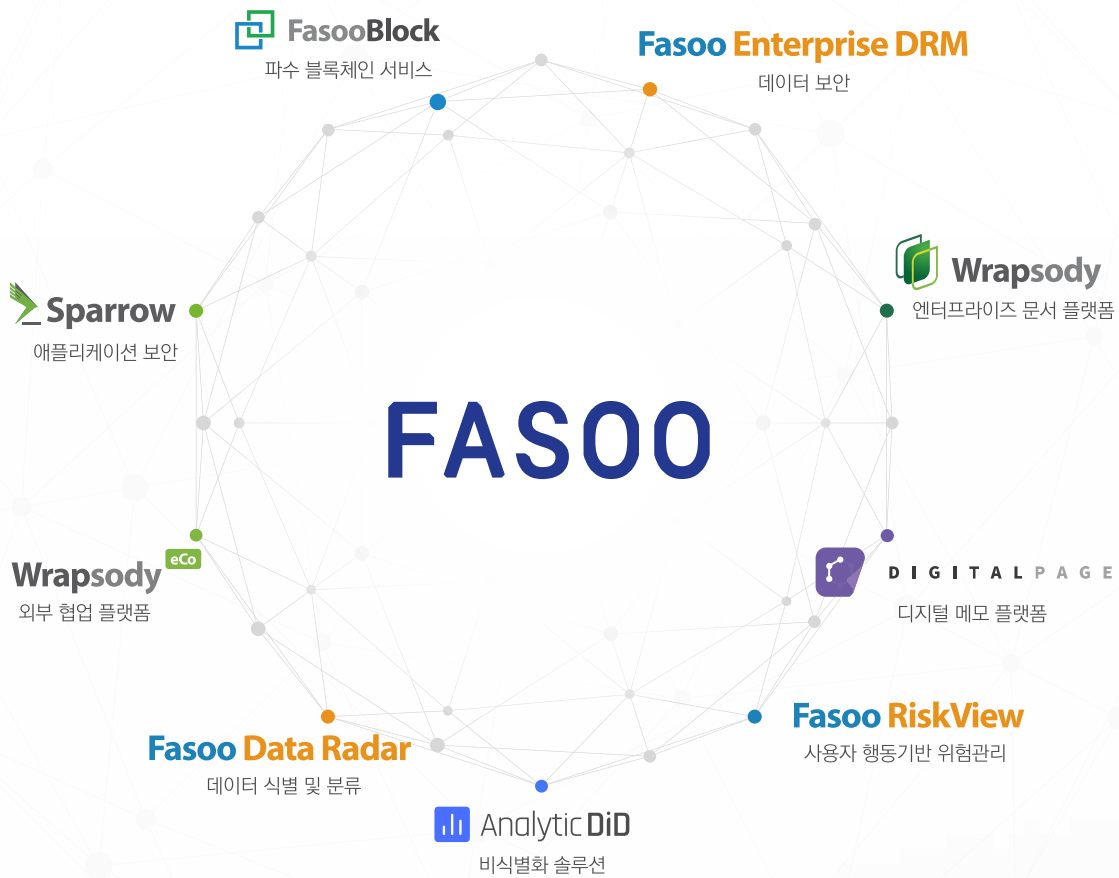 FasooBlock
파수 블록체인 서비스
Fasoo Enterprise DRM
데이터 보안
Wrapsody
엔터프라이즈 문서 플랫폼
Sparrow
애플리케이션 보안
FASOO
Wrapsody eCo
외부 협업 플랫폼
DIGITALPAGE
디지털 메모 플랫폼
Fasoo RiskView
사용자 행동기반 위험관리
Fasoo Data Radar
데이터 식별 및 분류
Analytic DiD
비식별화 솔루션